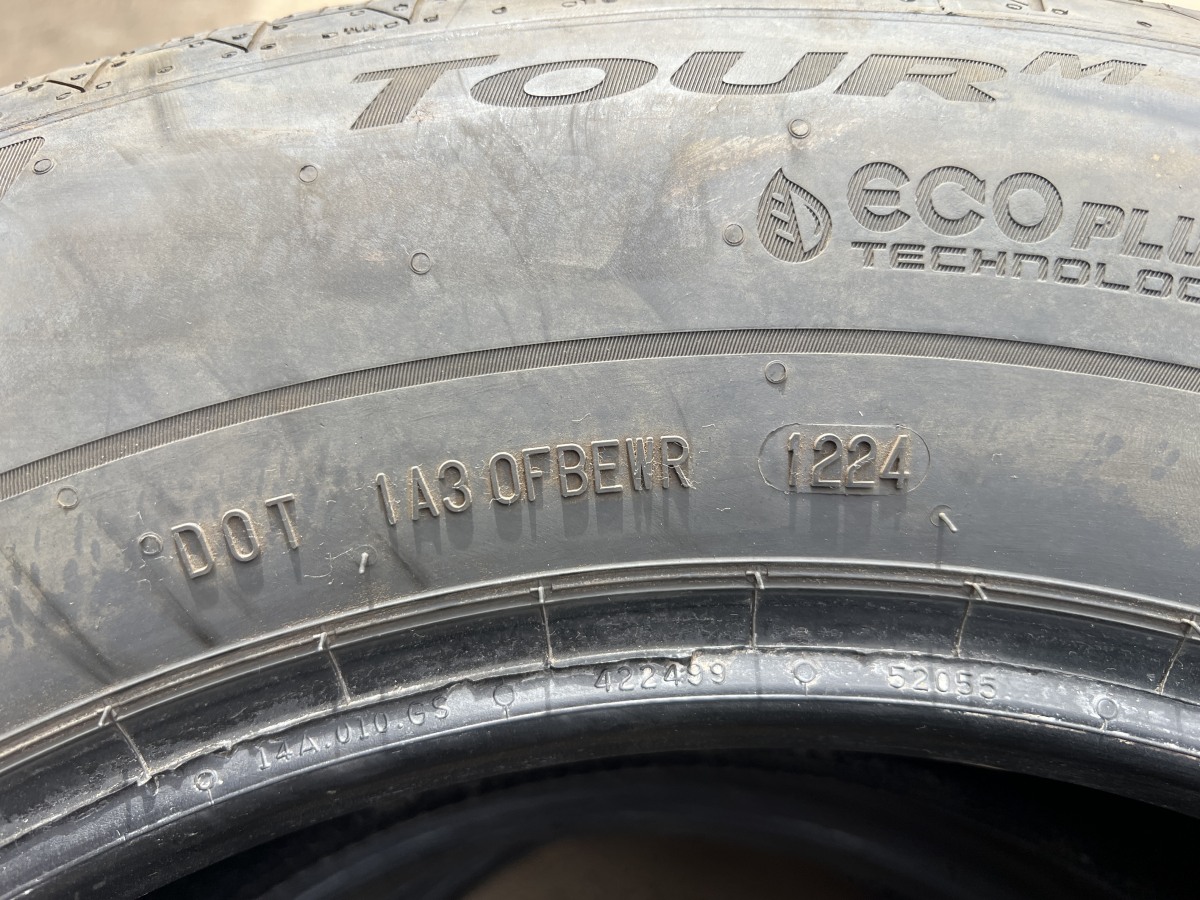 TOUR M
ECO PLU
TECHNOLOG
DOT 1A3 0FBEWR 1224
14A.010.GS 422499 52055